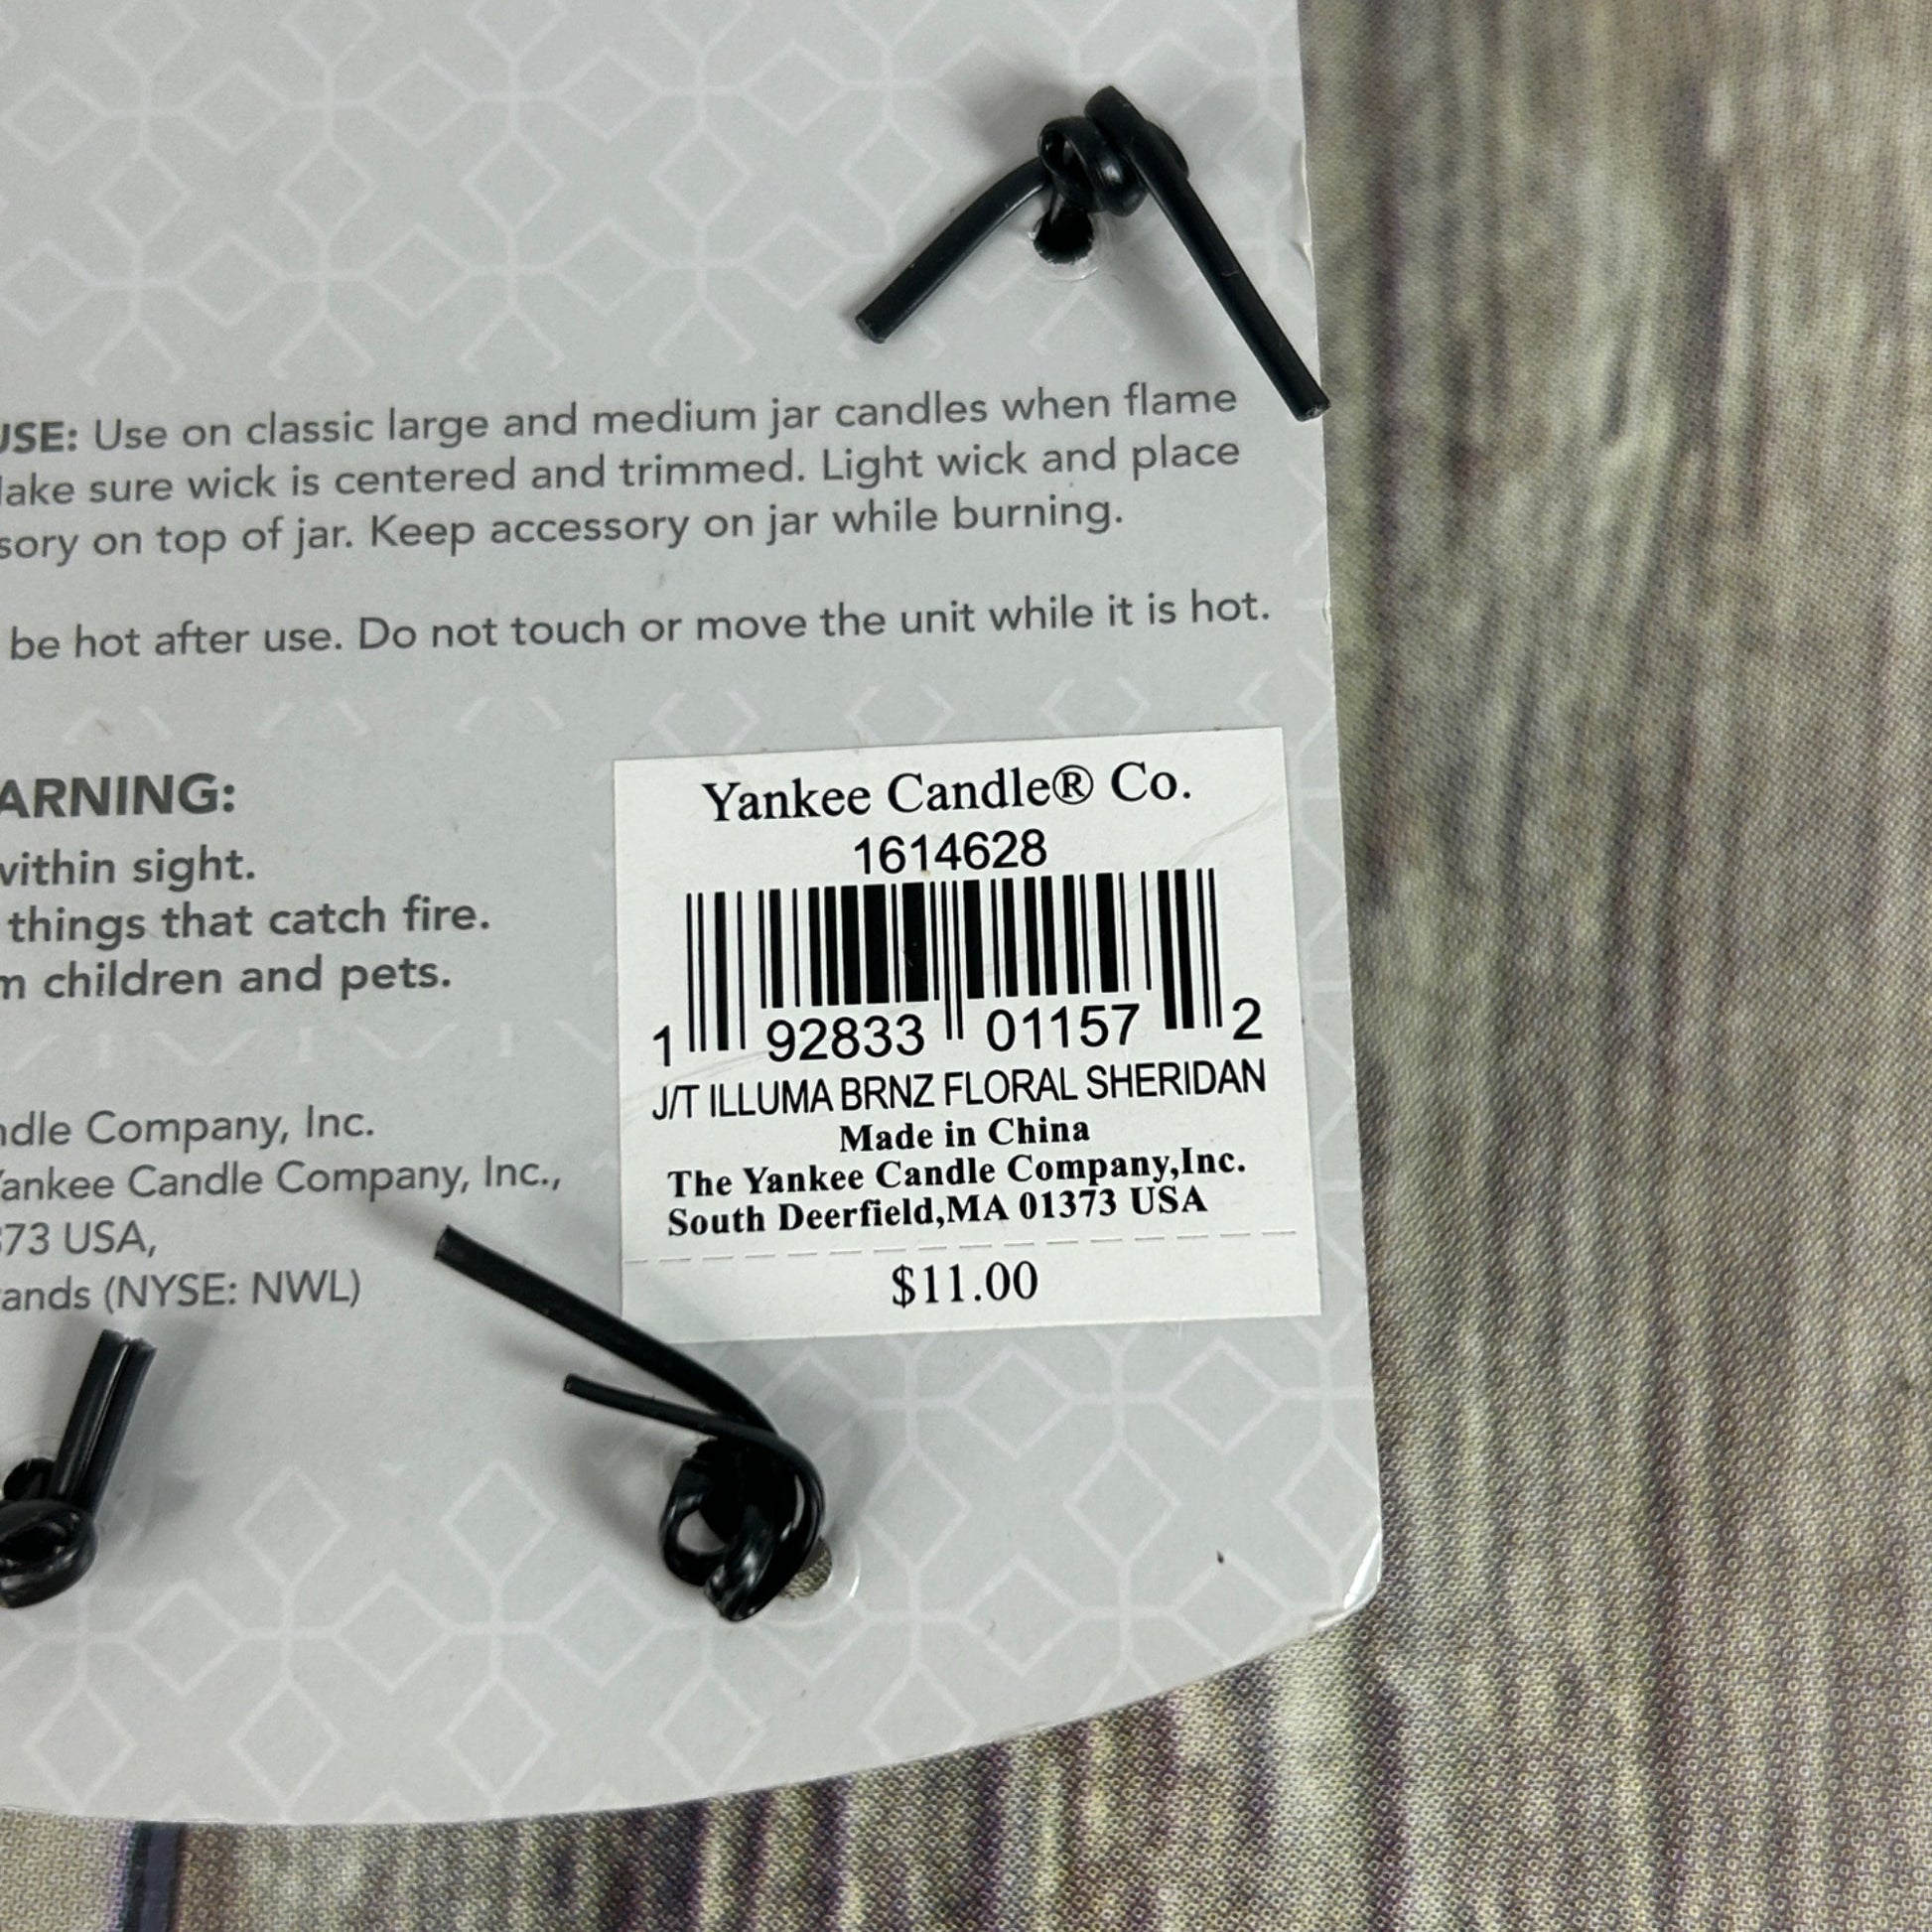 USE: Use on classic large and medium jar candles when flame
ake sure wick is centered and trimmed. Light wick and place
sory on top of jar. Keep accessory on jar while burning.
be hot after use. Do not touch or move the unit while it is hot.
ARNING:
within sight.
things that catch fire.
m children and pets.
ndle Company, Inc.
Yankee Candle Company, Inc.,
373 USA,
ands (NYSE: NWL)
Yankee Candle® Co.
1614628
1 92833 01157 2
J/T ILLUMA BRNZ FLORAL SHERIDAN
Made in China
The Yankee Candle Company,Inc.
South Deerfield,MA 01373 USA
$11.00